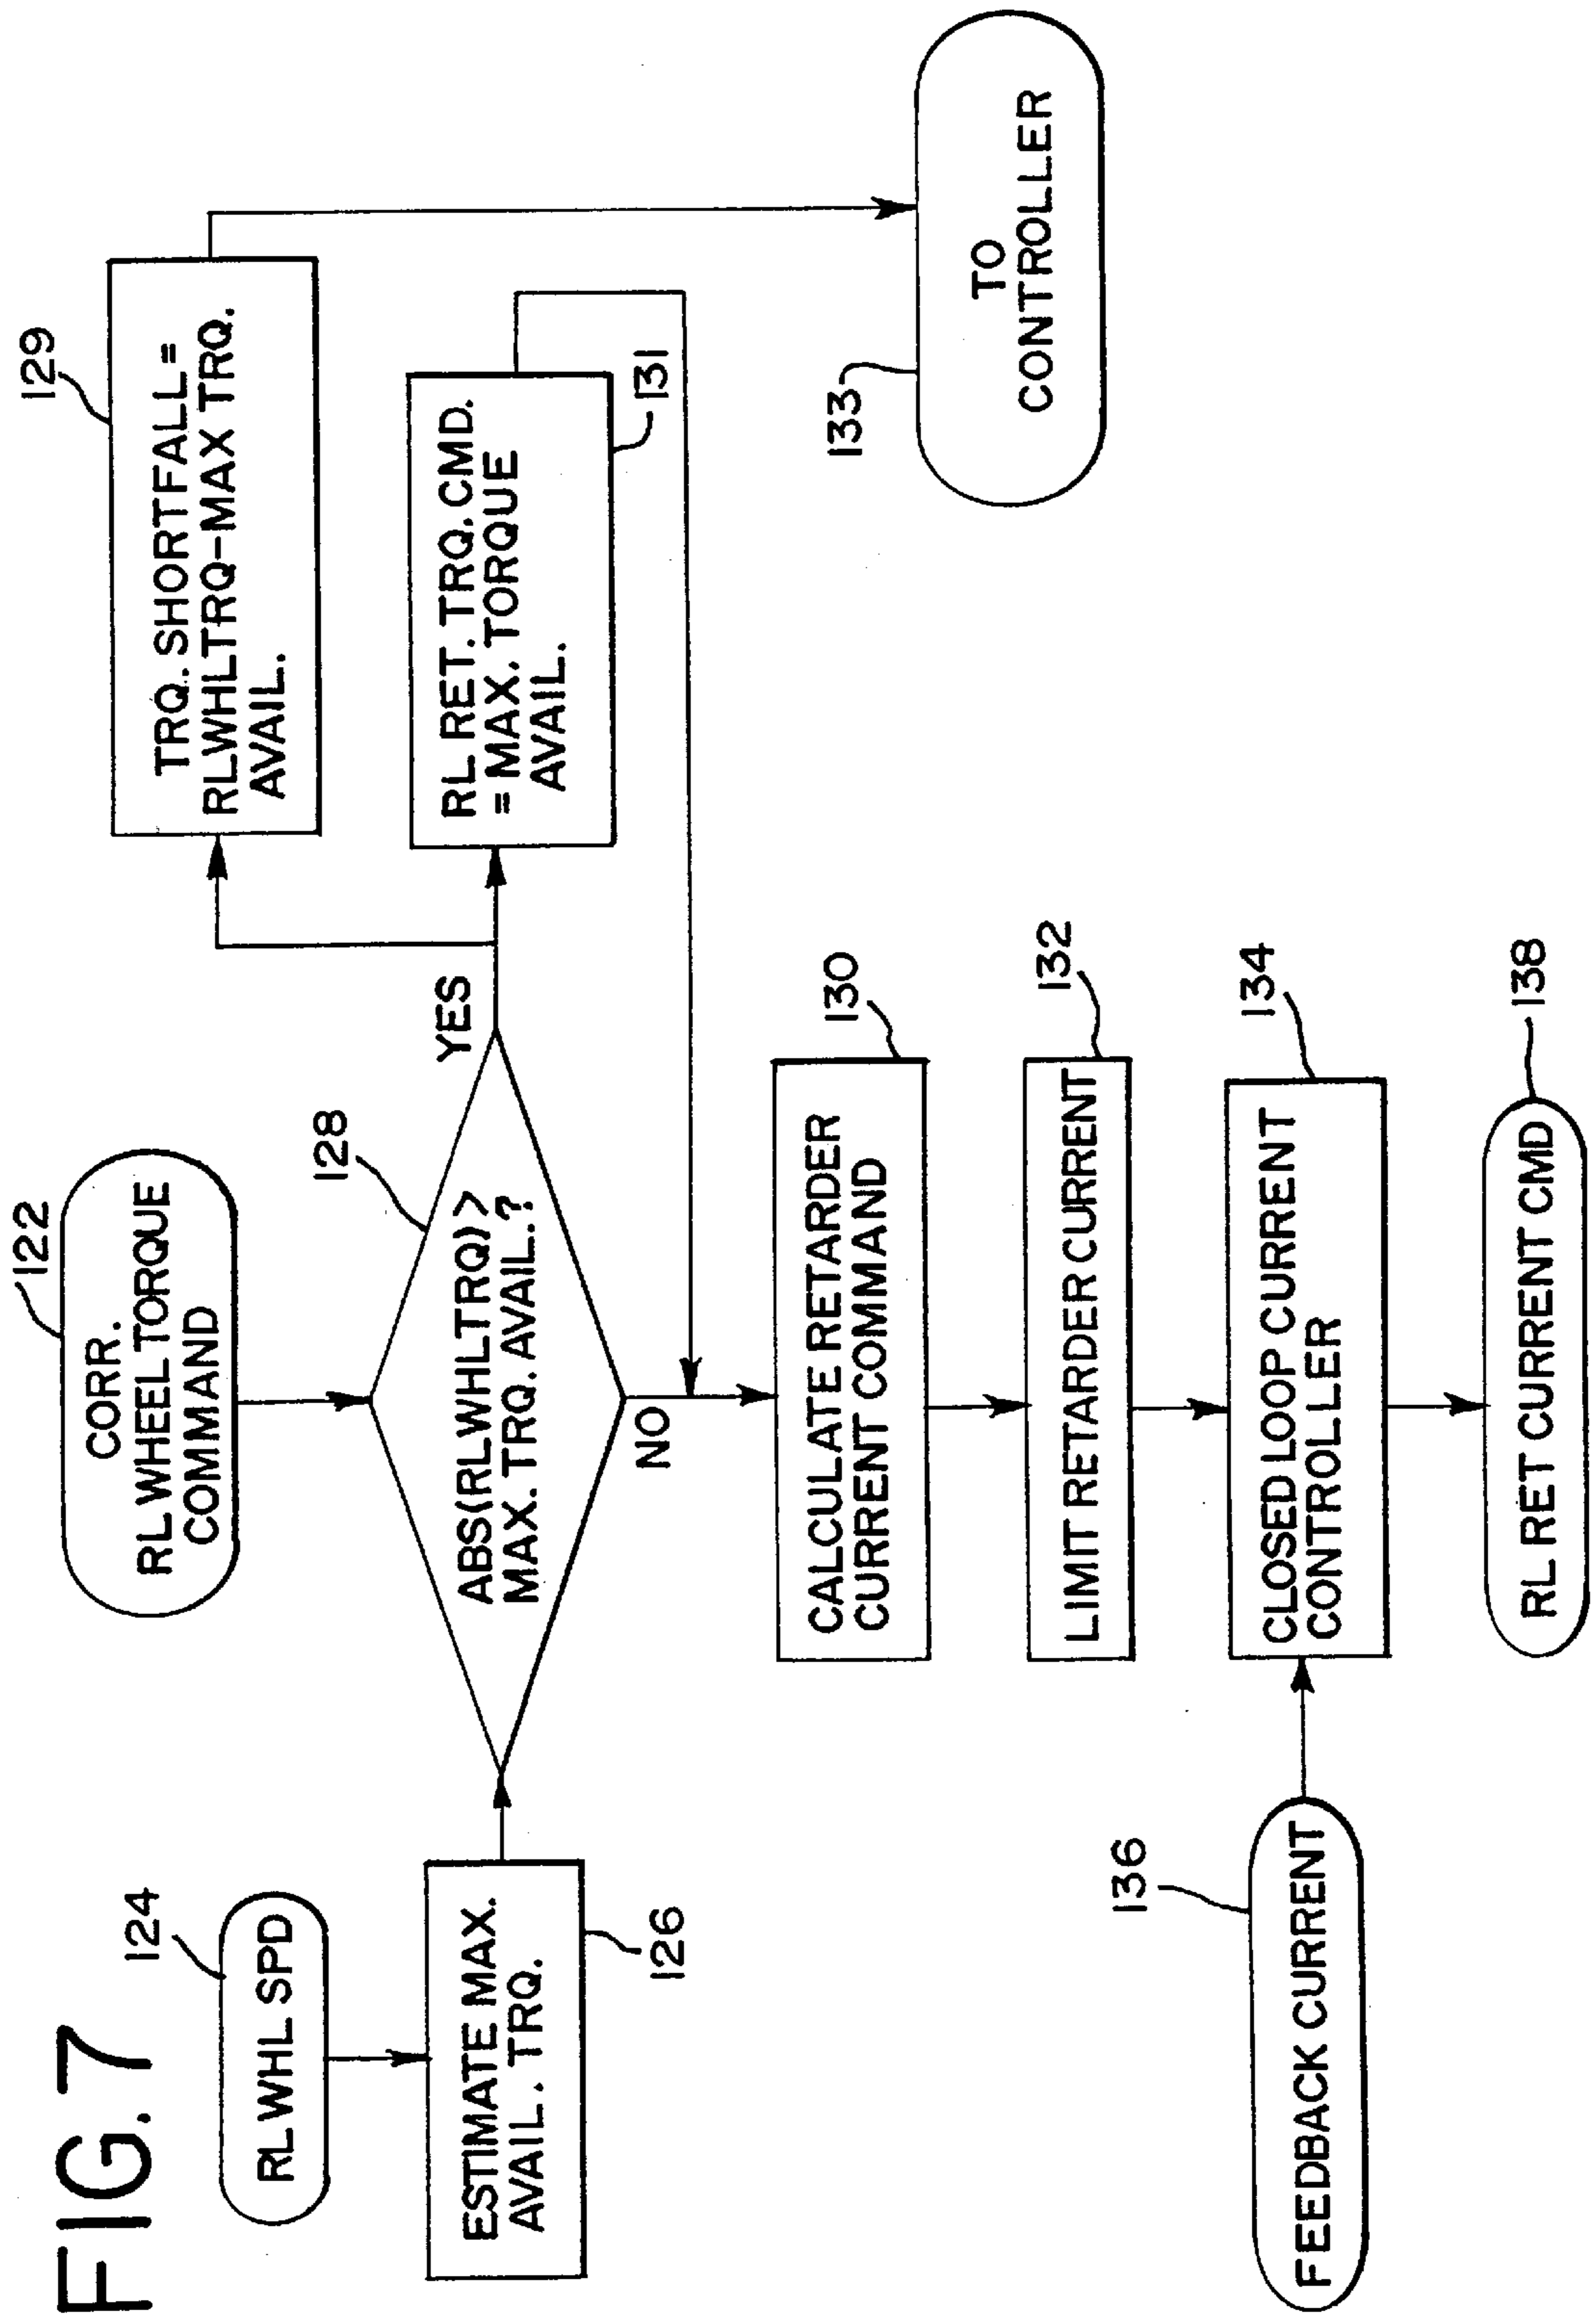 FIG. 7
122
CORR.
RL WHEEL TORQUE
COMMAND
124
RL WHL SPD
ESTIMATE MAX.
AVAIL. TRQ.
126
128
ABS(RLWHLTRQ)>
MAX. TRQ. AVAIL.?
YES
NO
129
TRQ. SHORTFALL=
RLWHLTRQ-MAX TRQ.
AVAIL.
RL RET. TRQ. CMD.
= MAX. TORQUE
AVAIL.
131
133
TO
CONTROLLER
130
CALCULATE RETARDER
CURRENT COMMAND
132
LIMIT RETARDER CURRENT
134
CLOSED LOOP CURRENT
CONTROLLER
136
FEEDBACK CURRENT
138
RL RET CURRENT CMD